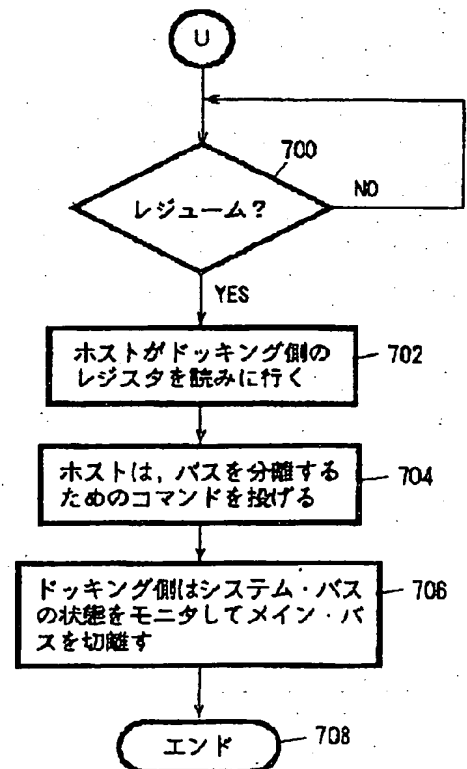 U
700
レジューム?
NO
YES
ホストがドッキング側の
レジスタを読みに行く
702
ホストは,バスを分離する
ためのコマンドを投げる
704
ドッキング側はシステム・バス
の状態をモニタしてメイン・バ
スを切離す
706
エンド
708